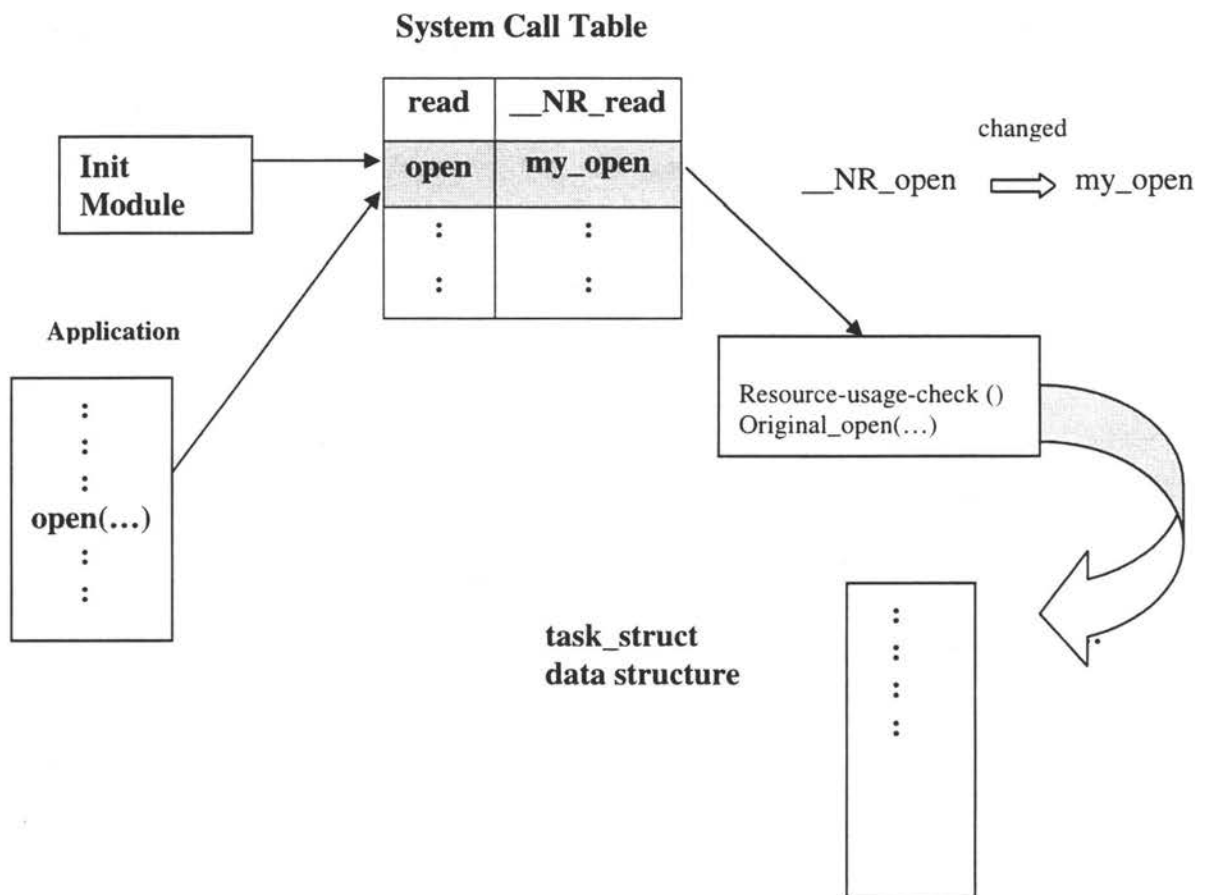 System Call Table
read __NR_read
open my_open
: :
: :
Init
Module
changed
__NR_open my_open
Application
:
:
:
open(…)
:
:
Resource-usage-check ()
Original_open(…)
task_struct
data structure
:
:
:
:
..